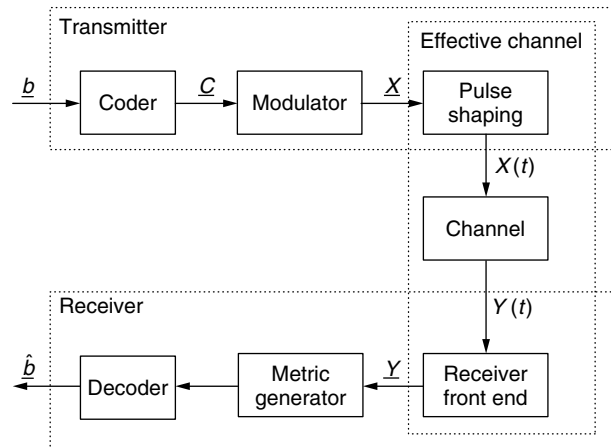 Transmitter
Effective channel
b
Coder
C
Modulator
X
Pulse
shaping
X(t)
Channel
Receiver
Y(t)
b̂
Decoder
Metric
generator
Y
Receiver
front end